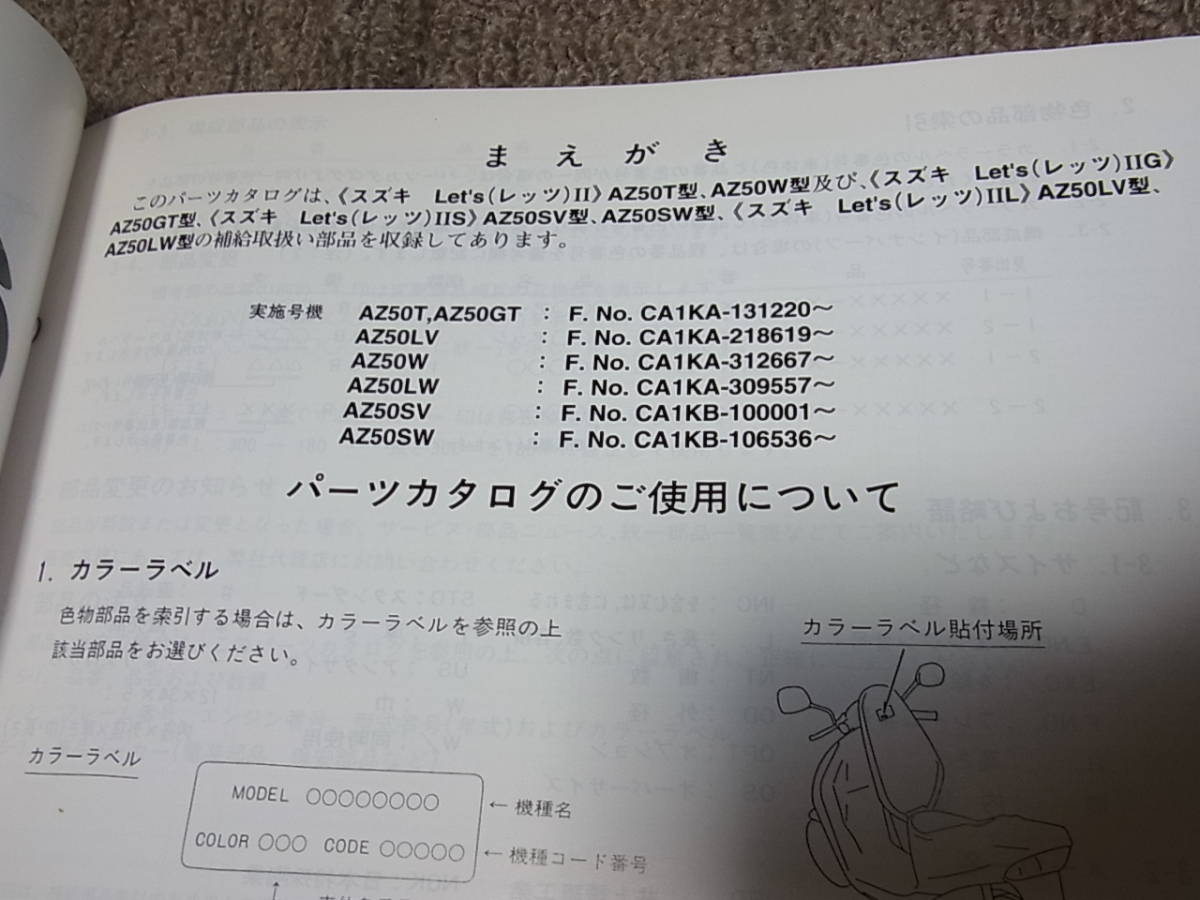 まえがき
このパーツカタログは、《スズキ Let's(レッツ)II》AZ50T型、AZ50W型及び、《スズキ Let's(レッツ)IIG》
AZ50GT型、《スズキ Let's(レッツ)IIS》AZ50SV型、AZ50SW型、《スズキ Let's(レッツ)IIL》AZ50LV型、
AZ50LW型の補給取扱い部品を収録してあります。
実施号機 AZ50T,AZ50GT : F. No. CA1KA-131220～
AZ50LV : F. No. CA1KA-218619～
AZ50W : F. No. CA1KA-312667～
AZ50LW : F. No. CA1KA-309557～
AZ50SV : F. No. CA1KB-100001～
AZ50SW : F. No. CA1KB-106536～
パーツカタログのご使用について
1. カラーラベル
色物部品を索引する場合は、カラーラベルを参照の上
該当部品をお選びください。
カラーラベル貼付場所
カラーラベル
MODEL ○○○○○○○○ ←機種名
COLOR ○○○ CODE ○○○○○ ←機種コード番号